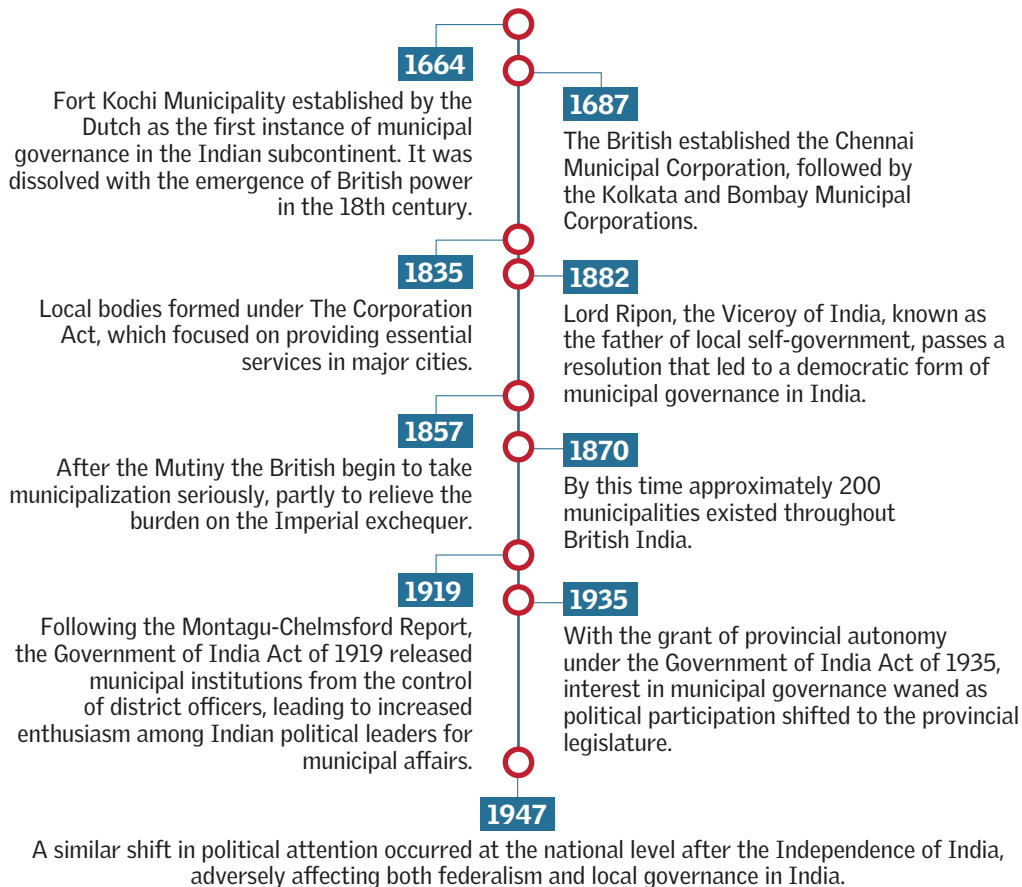 1664
Fort Kochi Municipality established by the
Dutch as the first instance of municipal
governance in the Indian subcontinent. It was
dissolved with the emergence of British power
in the 18th century.
1687
The British established the Chennai
Municipal Corporation, followed by
the Kolkata and Bombay Municipal
Corporations.
1835
Local bodies formed under The Corporation
Act, which focused on providing essential
services in major cities.
1882
Lord Ripon, the Viceroy of India, known as
the father of local self-government, passes a
resolution that led to a democratic form of
municipal governance in India.
1857
After the Mutiny the British begin to take
municipalization seriously, partly to relieve the
burden on the Imperial exchequer.
1870
By this time approximately 200
municipalities existed throughout
British India.
1919
Following the Montagu-Chelmsford Report,
the Government of India Act of 1919 released
municipal institutions from the control
of district officers, leading to increased
enthusiasm among Indian political leaders for
municipal affairs.
1935
With the grant of provincial autonomy
under the Government of India Act of 1935,
interest in municipal governance waned as
political participation shifted to the provincial
legislature.
1947
A similar shift in political attention occurred at the national level after the Independence of India,
adversely affecting both federalism and local governance in India.